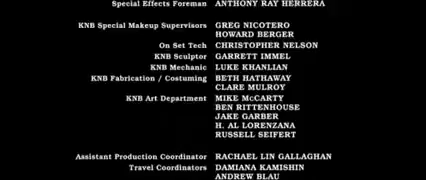 Special Effects Foreman ANTHONY RAY HERRERA
KNB Special Makeup Supervisors GREG NICOTERO
HOWARD BERGER
On Set Tech CHRISTOPHER NELSON
KNB Sculptor GARRETT IMMEL
KNB Mechanic LUKE KHANLIAN
KNB Fabrication / Costuming BETH HATHAWAY
CLARE MULROY
KNB Art Department MIKE McCARTY
BEN RITTENHOUSE
JAKE GARBER
H. AL LORENZANA
RUSSELL SEIFERT
Assistant Production Coordinator RACHAEL LIN GALLAGHAN
Travel Coordinators DAMIANA KAMISHIN
ANDREW BLAU